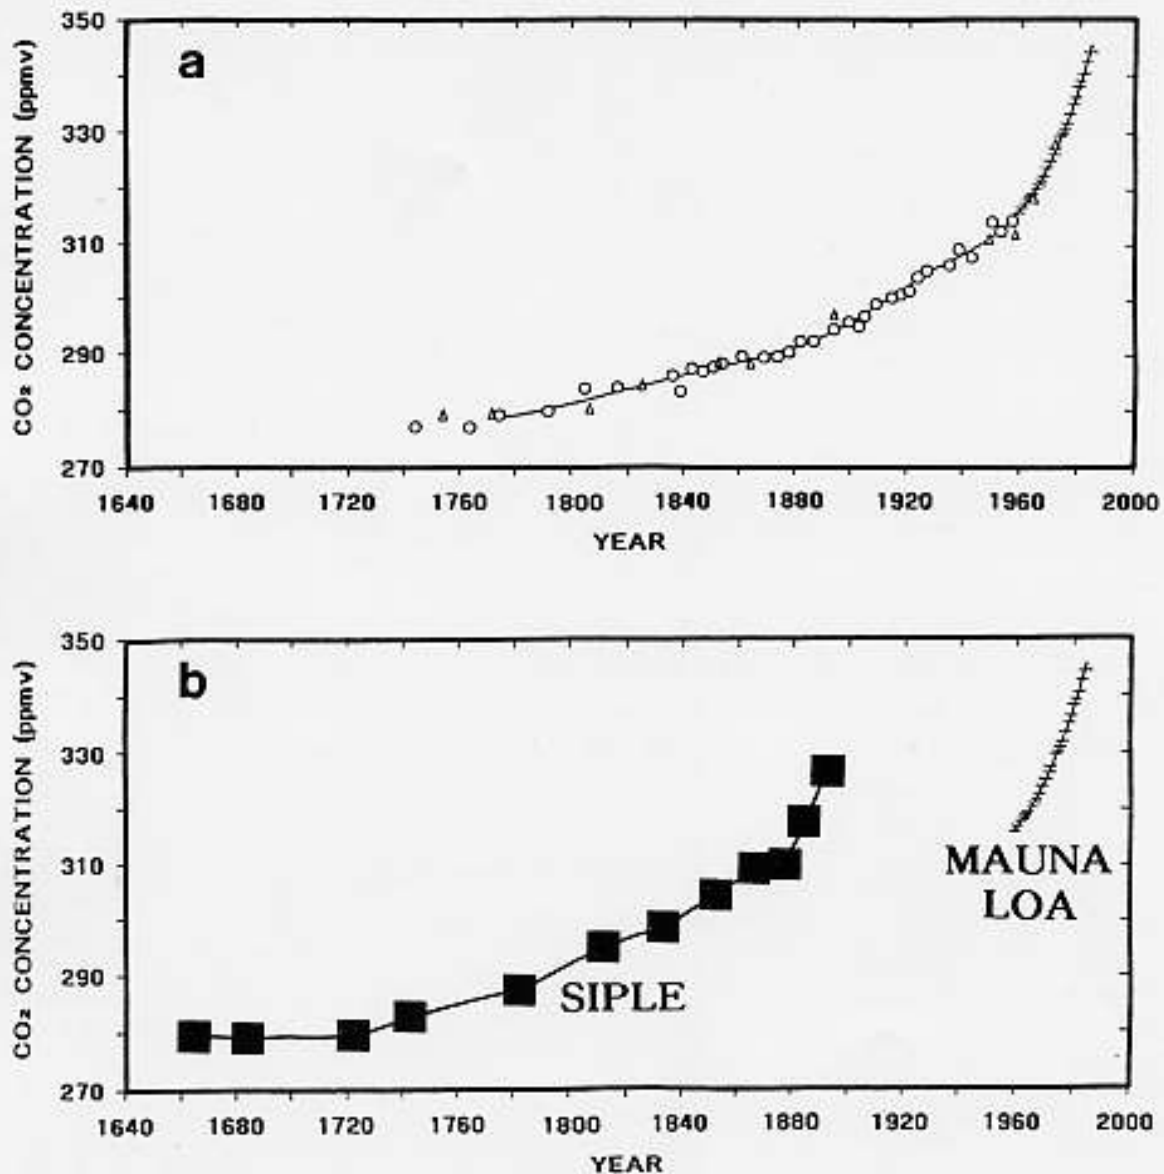 a
CO₂ CONCENTRATION (ppmv)
350
330
310
290
270
1640 1680 1720 1760 1800 1840 1880 1920 1960 2000
YEAR
b
CO₂ CONCENTRATION (ppmv)
350
330
310
290
270
SIPLE
MAUNA
LOA
1640 1680 1720 1760 1800 1840 1880 1920 1960 2000
YEAR